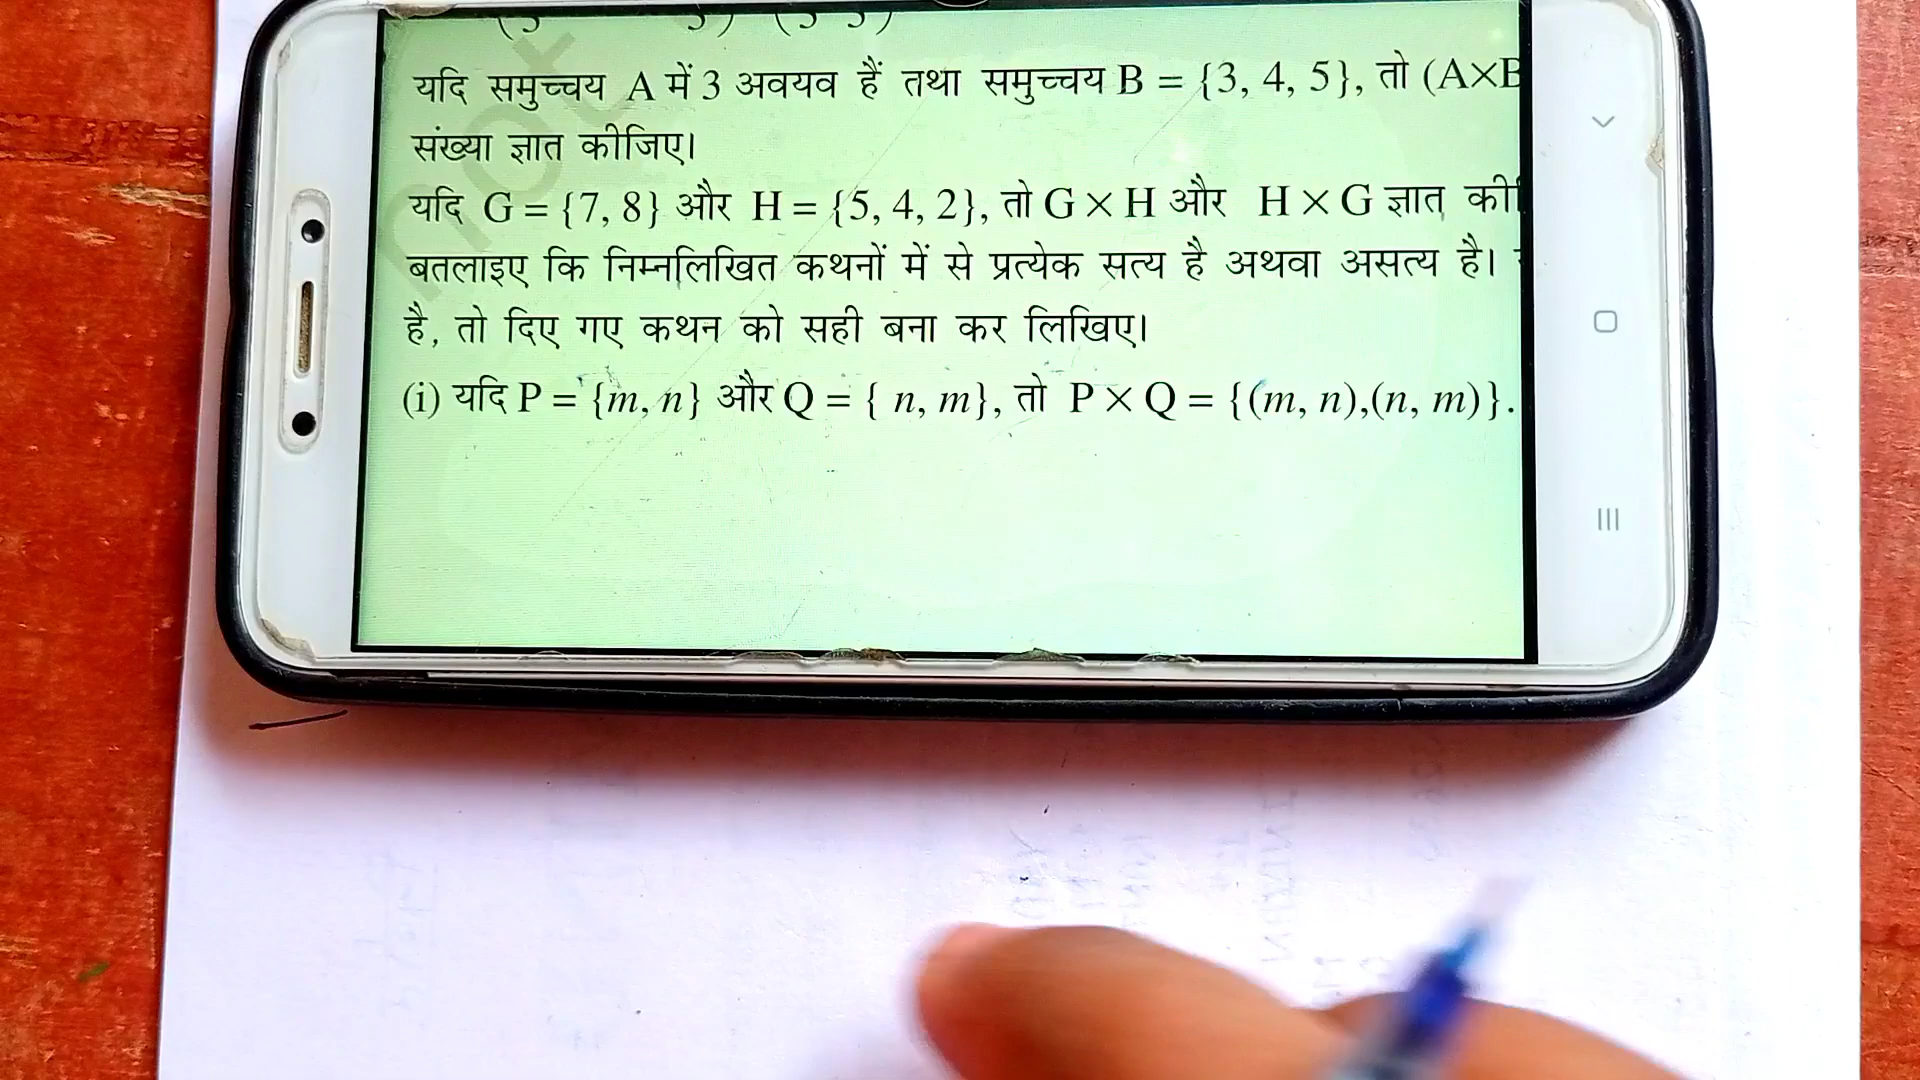 यदि समुच्चय A में 3 अवयव हैं तथा समुच्चय B = {3, 4, 5}, तो (A×B
संख्या ज्ञात कीजिए।
यदि G = {7, 8} और H = {5, 4, 2}, तो G × H और H × G ज्ञात
बतलाइए कि निम्नलिखित कथनों में से प्रत्येक सत्य है अथवा असत्य है।
है, तो दिए गए कथन को सही बना कर लिखिए।
(i) यदि P = {m, n} और Q = { n, m}, तो P × Q = {(m, n),(n, m)}.
not